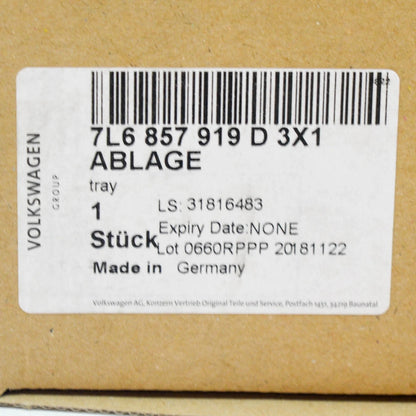 7L6 857 919 D 3X1
ABLAGE
tray
1
LS: 31816483
Expiry Date:NONE
Stück
Lot 0660RPPP 20181122
Made in Germany
Volkswagen AG, Konzern Vertrieb Original Teile und Service, Postfach 1451, 34219 Baunatal
VOLKSWAGEN
GROUP